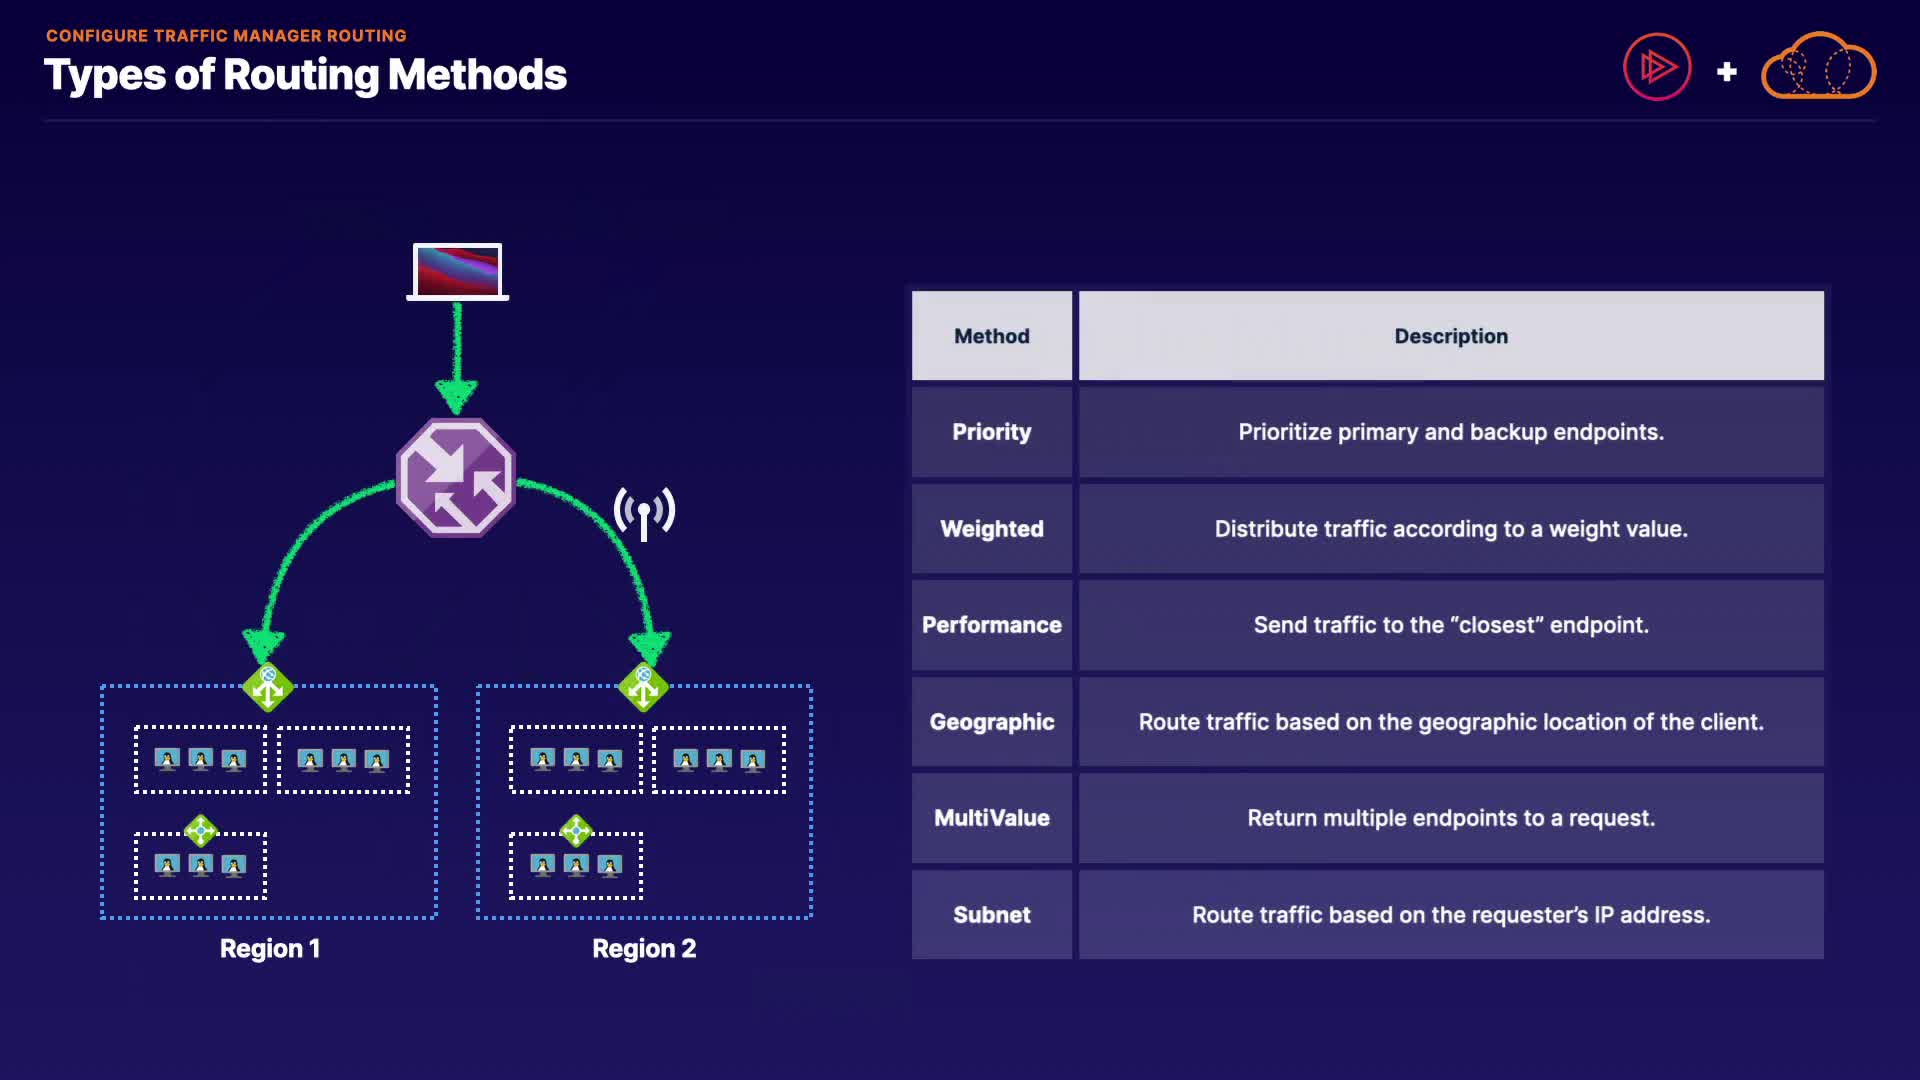 CONFIGURE TRAFFIC MANAGER ROUTING
Types of Routing Methods
Region 1
Region 2
Method
Description
Priority
Prioritize primary and backup endpoints.
Weighted
Distribute traffic according to a weight value.
Performance
Send traffic to the “closest” endpoint.
Geographic
Route traffic based on the geographic location of the client.
MultiValue
Return multiple endpoints to a request.
Subnet
Route traffic based on the requester’s IP address.